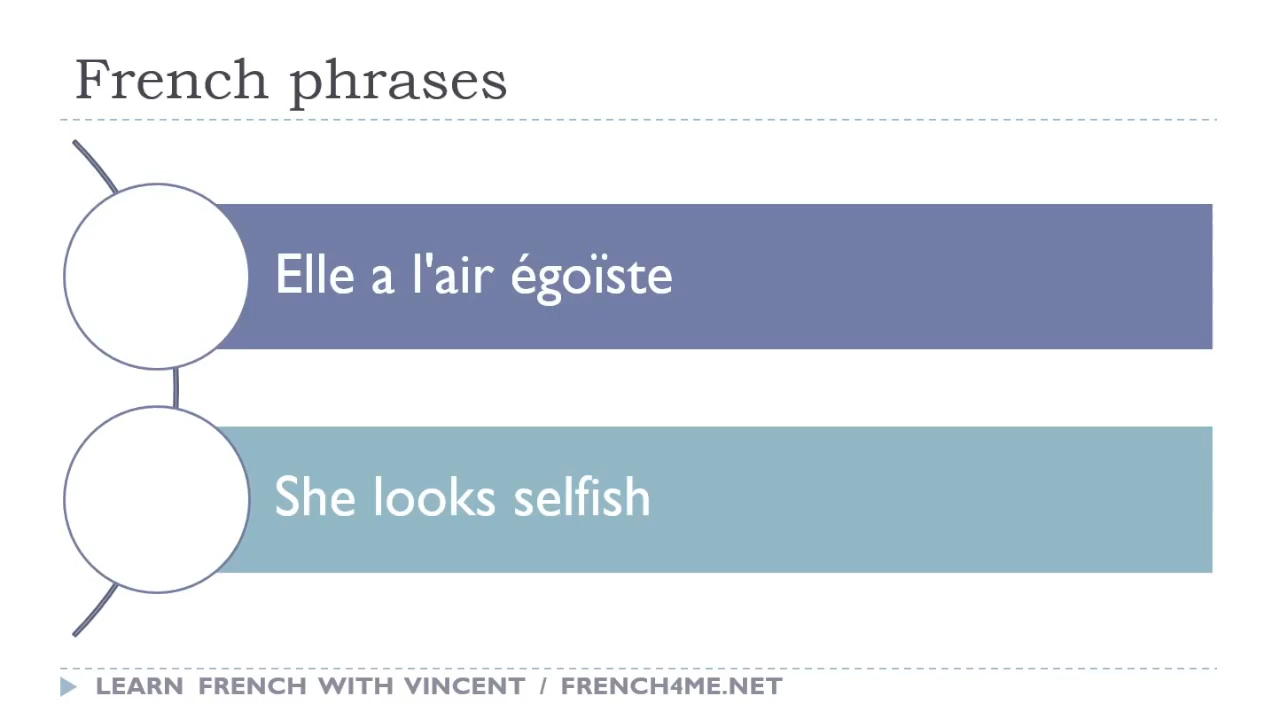 French phrases
Elle a l'air égoïste
She looks selfish
LEARN FRENCH WITH VINCENT / FRENCH4ME.NET